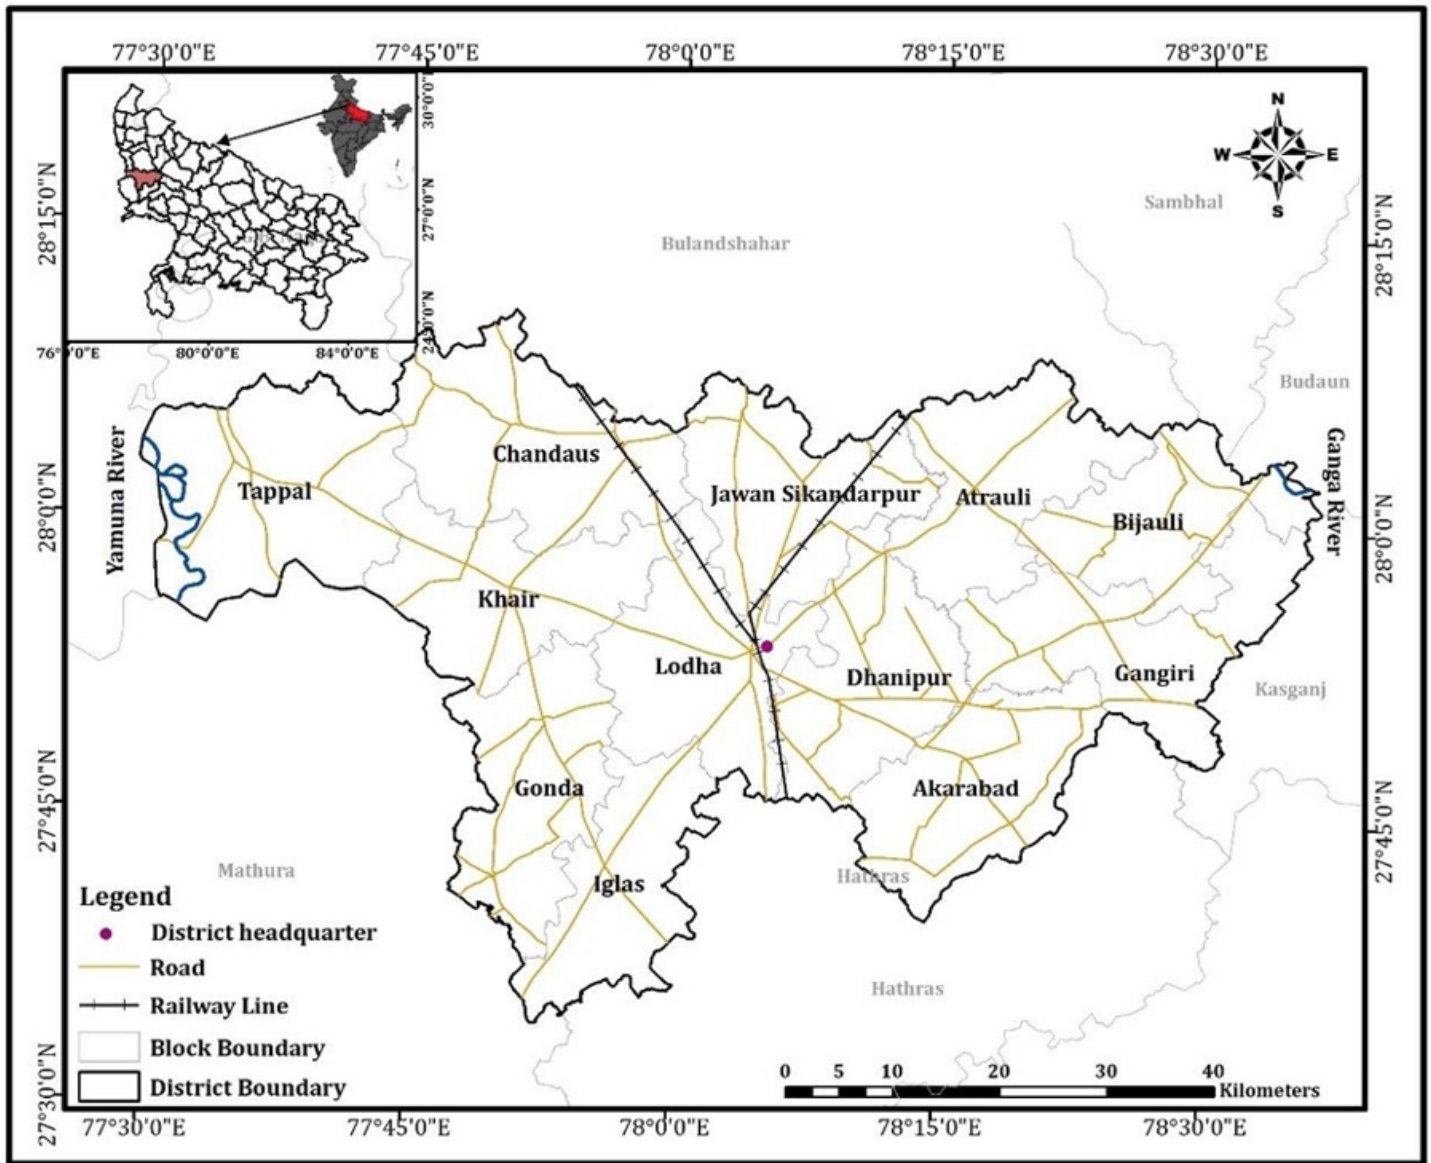 77°30'0"E 77°45'0"E 78°0'0"E 78°15'0"E 78°30'0"E
30°0'0"
27°0'0"N
24°0'0"N
76°0'0"E 80°0'0"E 84°0'0"E
28°15'0"N
28°0'0"N
27°45'0"N
27°30'0"N
N
W E
S
28°15'0"N
28°0'0"N
27°45'0"N
Sambhal
Bulandshahar
Budaun
Yamuna River
Ganga River
Chandaus
Tappal
Jawan Sikandarpur
Atrauli
Bijauli
Khair
Lodha
Dhanipur
Gangiri
Kasganj
Gonda
Akarabad
Mathura
Hathras
Iglas
Hathras
Legend
District headquarter
Road
Railway Line
Block Boundary
District Boundary
0 5 10 20 30 40
Kilometers
77°30'0"E 77°45'0"E 78°0'0"E 78°15'0"E 78°30'0"E